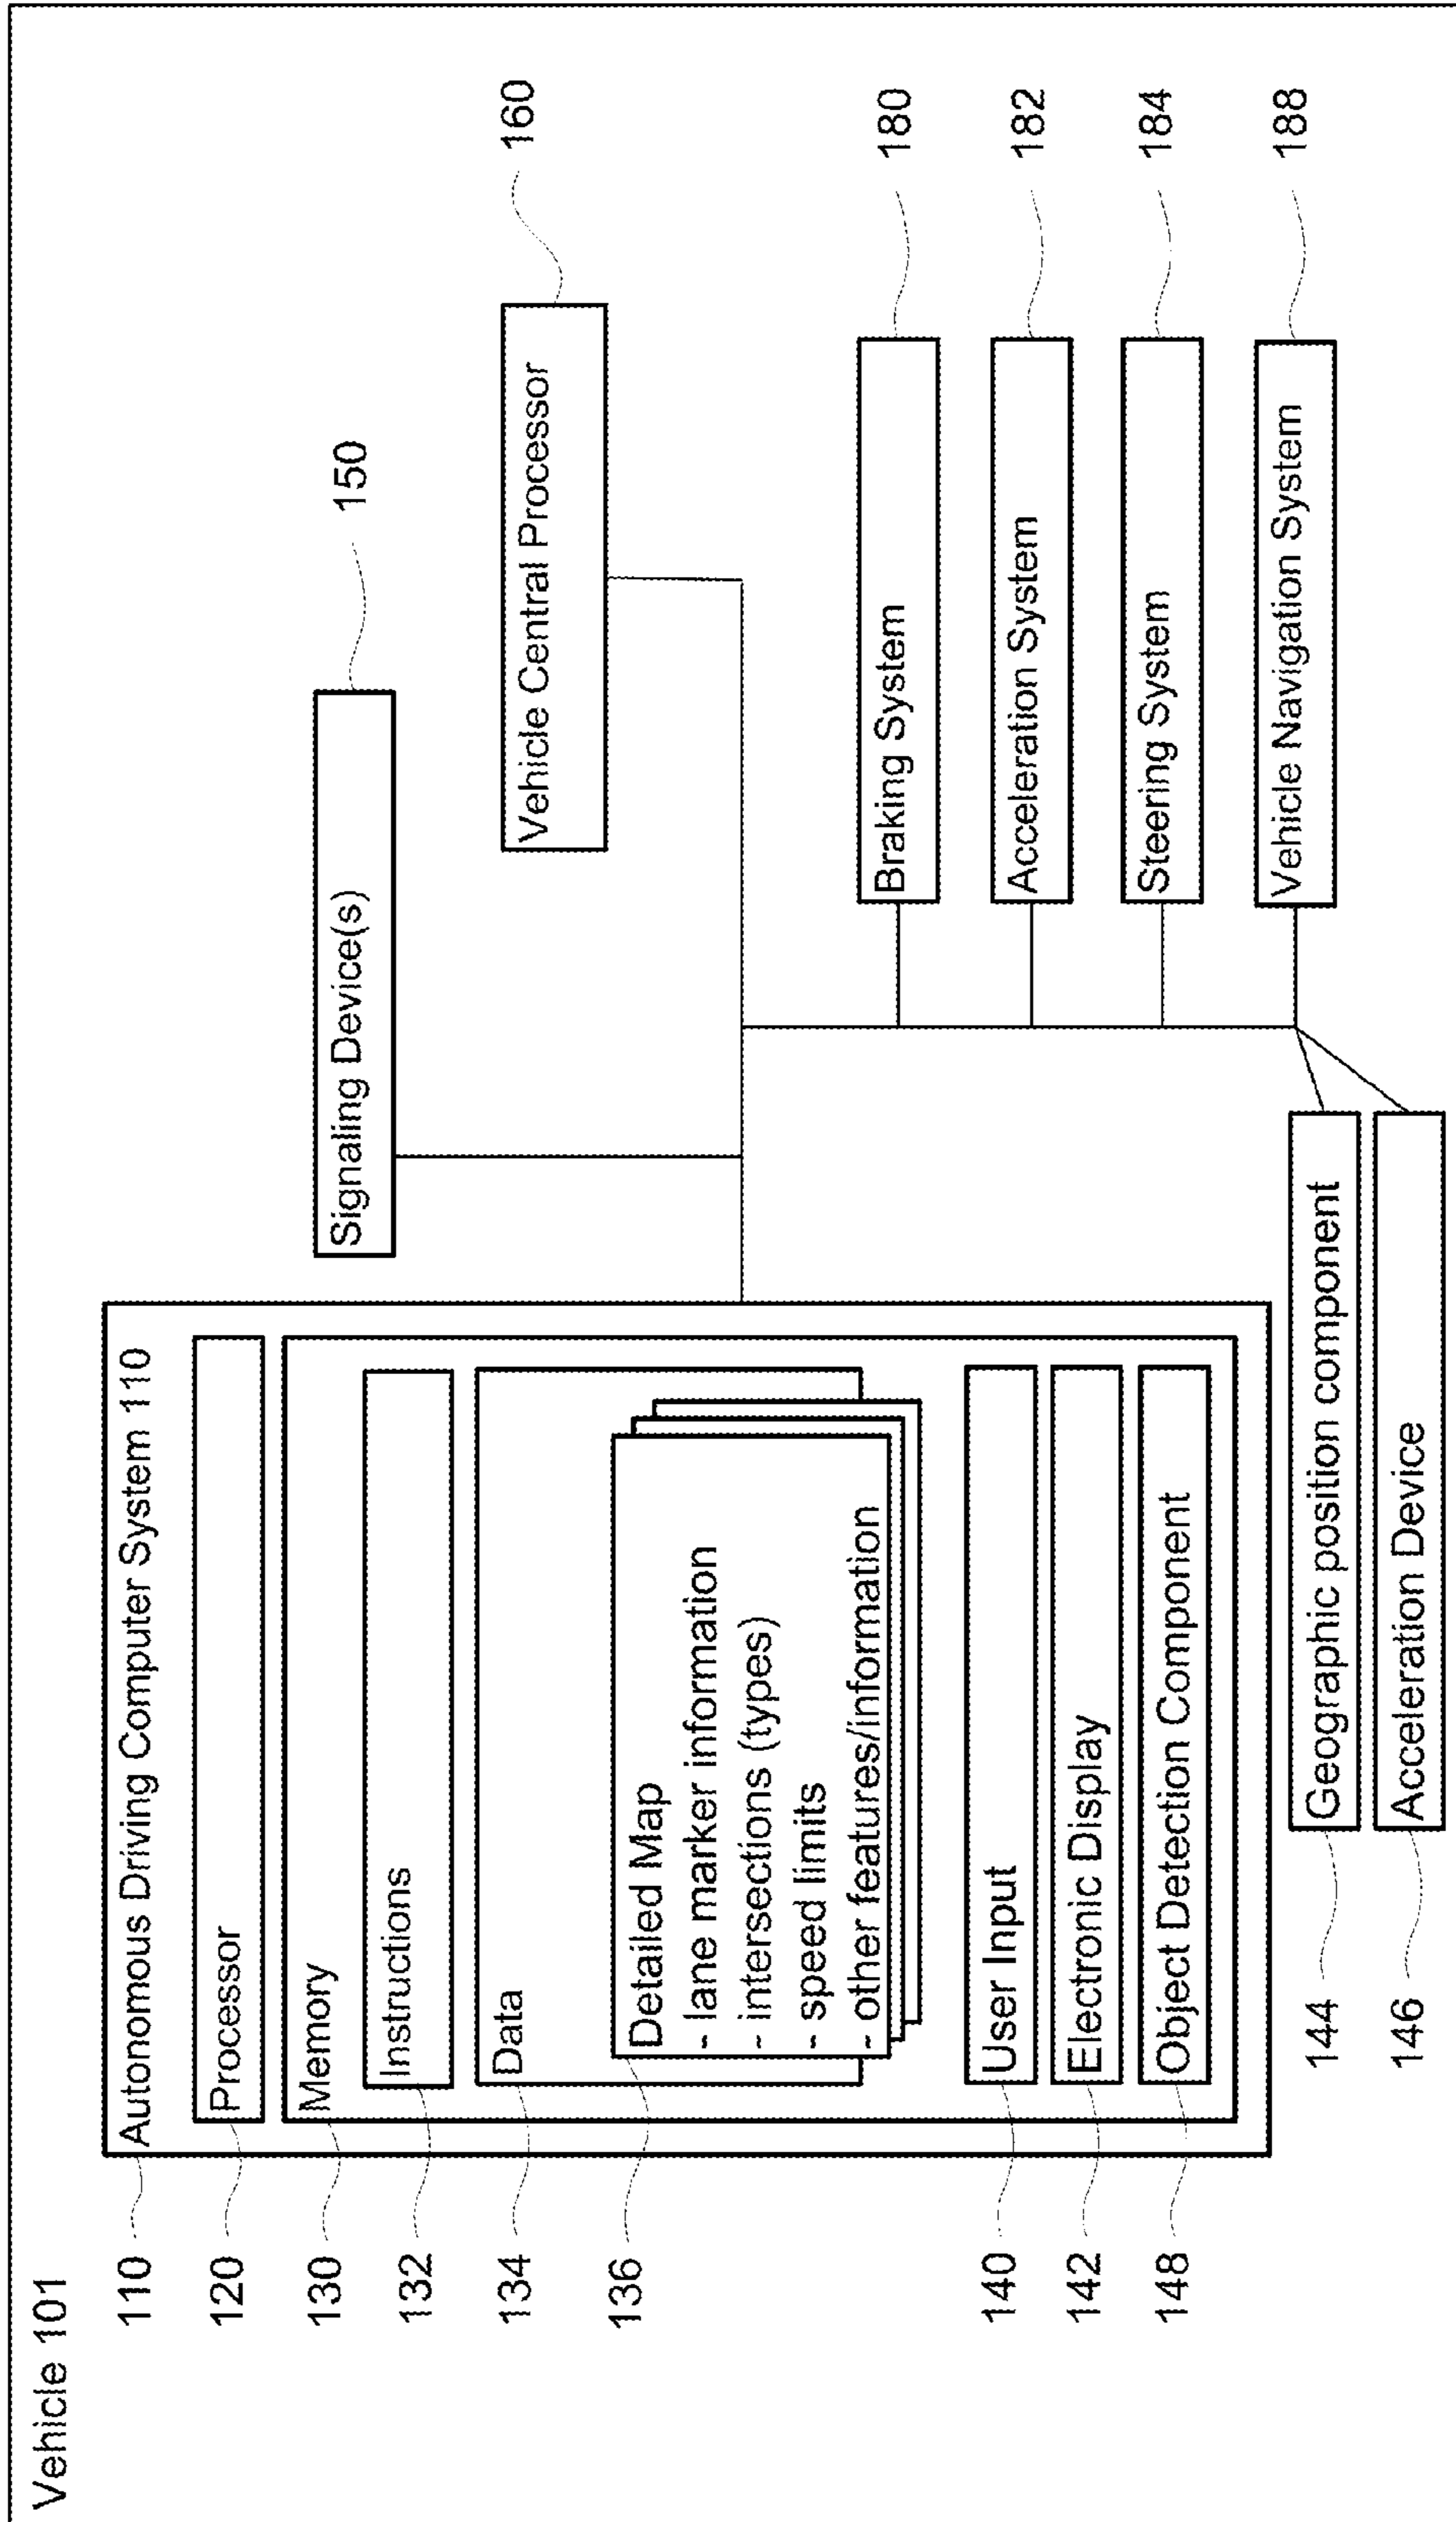 Vehicle 101
110
Autonomous Driving Computer System 110
120
Processor
130
Memory
132
Instructions
134
Data
136
Detailed Map
- lane marker information
- intersections (types)
- speed limits
- other features/information
140
User Input
142
Electronic Display
148
Object Detection Component
144
Geographic position component
146
Acceleration Device
Signaling Device(s)
150
Vehicle Central Processor
160
Braking System
180
Acceleration System
182
Steering System
184
Vehicle Navigation System
188